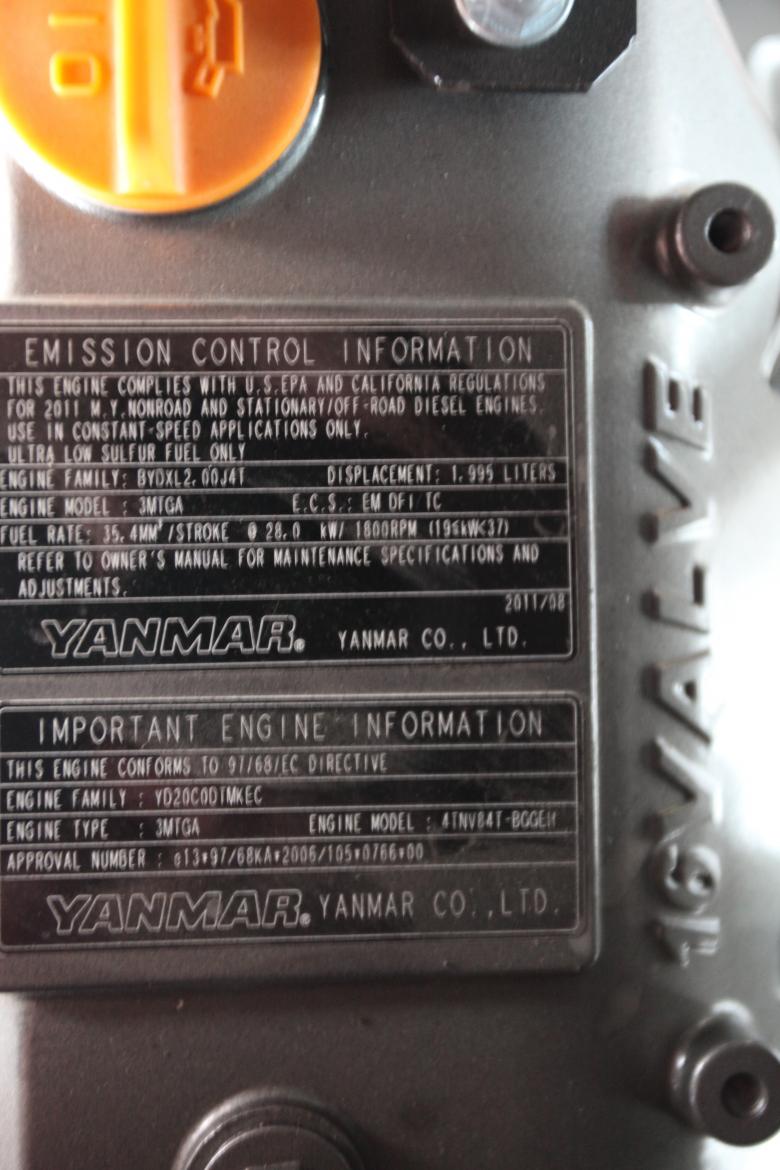 OI
EMISSION CONTROL INFORMATION
THIS ENGINE COMPLIES WITH U.S.EPA AND CALIFORNIA REGULATIONS
FOR 2011 M.Y.NONROAD AND STATIONARY/OFF-ROAD DIESEL ENGINES.
USE IN CONSTANT-SPEED APPLICATIONS ONLY.
ULTRA LOW SULFUR FUEL ONLY
ENGINE FAMILY: BYDXL2.00J4T DISPLACEMENT: 1.995 LITERS
ENGINE MODEL : 3MTGA E.C.S.: EM DFI TC
FUEL RATE: 35.4MM³/STROKE @ 28.0 kW/ 1800RPM (19≤kW<37)
REFER TO OWNER'S MANUAL FOR MAINTENANCE SPECIFICATIONS AND
ADJUSTMENTS.
2011/08
YANMAR® YANMAR CO., LTD.
IMPORTANT ENGINE INFORMATION
THIS ENGINE CONFORMS TO 97/68/EC DIRECTIVE
ENGINE FAMILY : YD20C0DTMKEC
ENGINE TYPE : 3MTGA ENGINE MODEL : 4TNV84T-BGGEH
APPROVAL NUMBER : e13*97/68KA*2006/105*0766*00
YANMAR® YANMAR CO.,LTD.
16VALVE